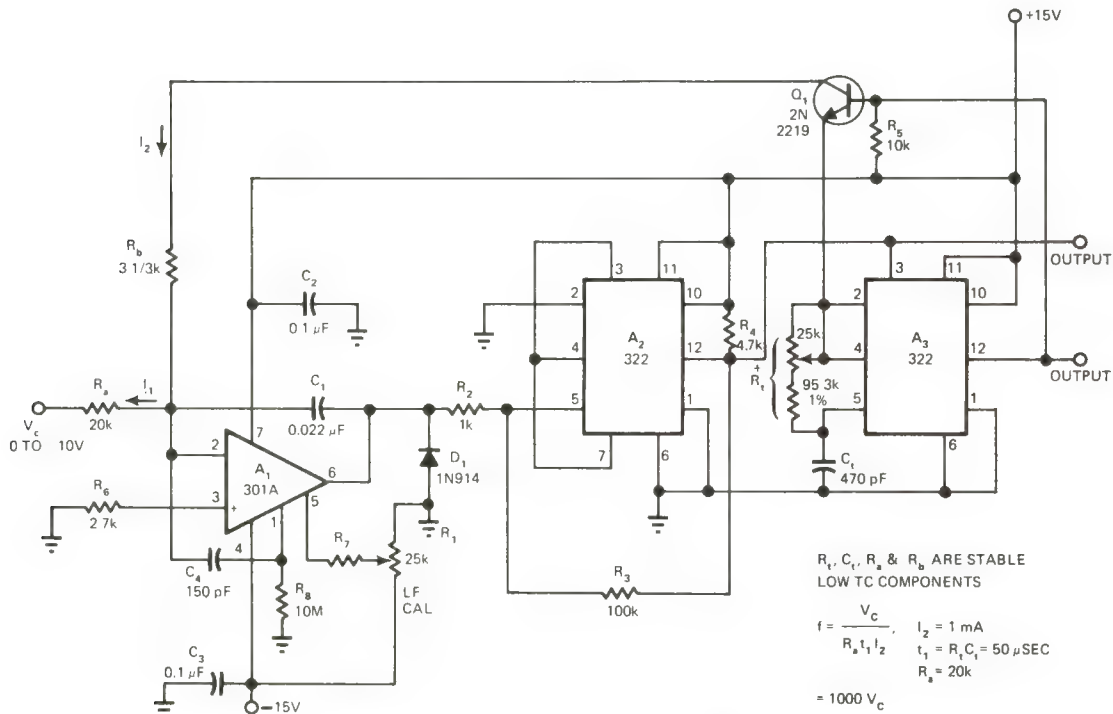 +15V
Q1
2N
2219
R5
10k
I2
Rb
3 1/3k
C2
0.1 µF
3
11
2
10
4
A2
322
12
R4
4.7k
5
1
7
6
OUTPUT
3
11
2
10
4
A3
322
12
5
1
6
25k
+
Rt
95 3k
1%
OUTPUT
Ct
470 pF
Ra
20k
I1
Vc
0 TO 10V
C1
0.022 µF
R2
1k
7
2
A1
301A
6
3
+
5
1
4
D1
1N914
R6
2 7k
R1
R7
25k
LF
CAL
C4
150 pF
R8
10M
R3
100k
C3
0.1 µF
−15V
Rt, Ct, Ra & Rb ARE STABLE
LOW TC COMPONENTS
f = VC / Rat1I2, I2 = 1 mA
t1 = RtCt = 50 µSEC
Ra = 20k
= 1000 VC